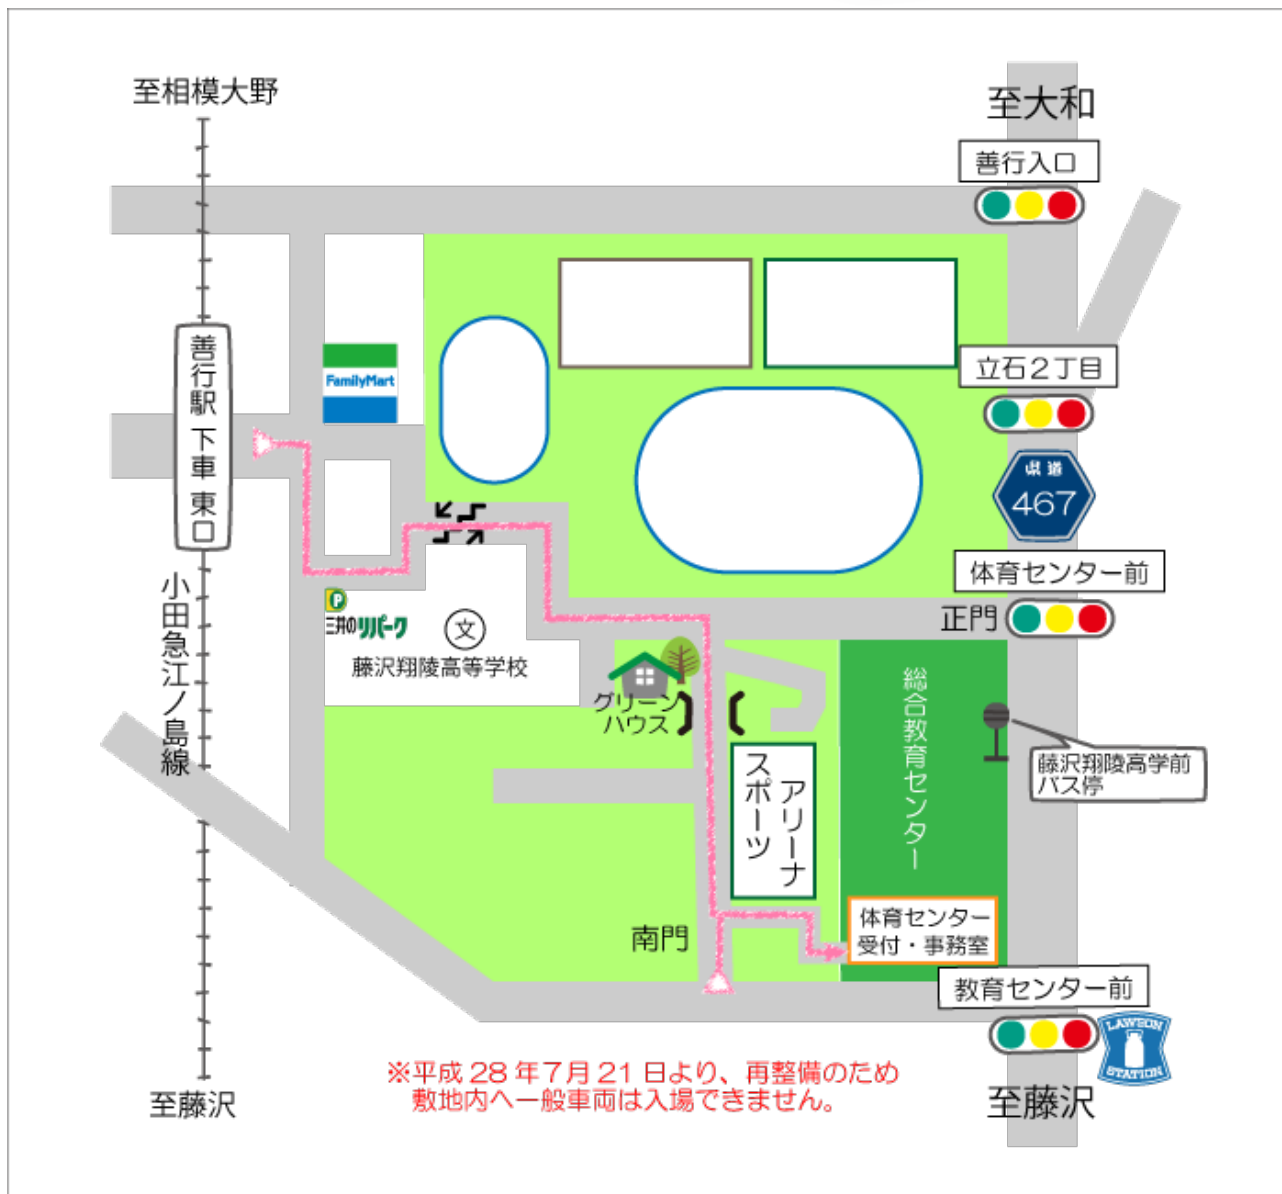 至相模大野
至大和
善行入口
善行駅 下車 東口
FamilyMart
立石2丁目
県道
467
体育センター前
正門
小田急江ノ島線
P
三井のリパーク
文
藤沢翔陵高等学校
グリーン
ハウス
総合教育センター
藤沢翔陵高学前
バス停
アリーナ
スポーツ
体育センター
受付・事務室
南門
教育センター前
LAWSON
STATION
※平成28年7月21日より、再整備のため
敷地内へ一般車両は入場できません。
至藤沢
至藤沢